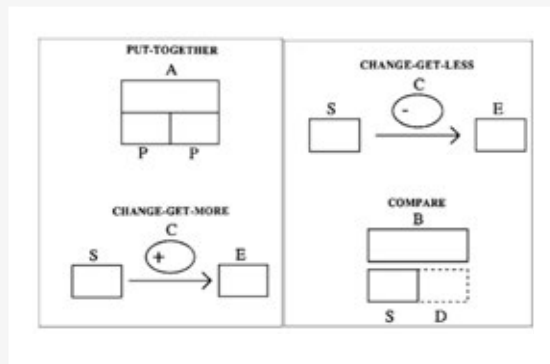 PUT-TOGETHER
A
P P
CHANGE-GET-MORE
C
S + E
CHANGE-GET-LESS
C
S - E
COMPARE
B
S D